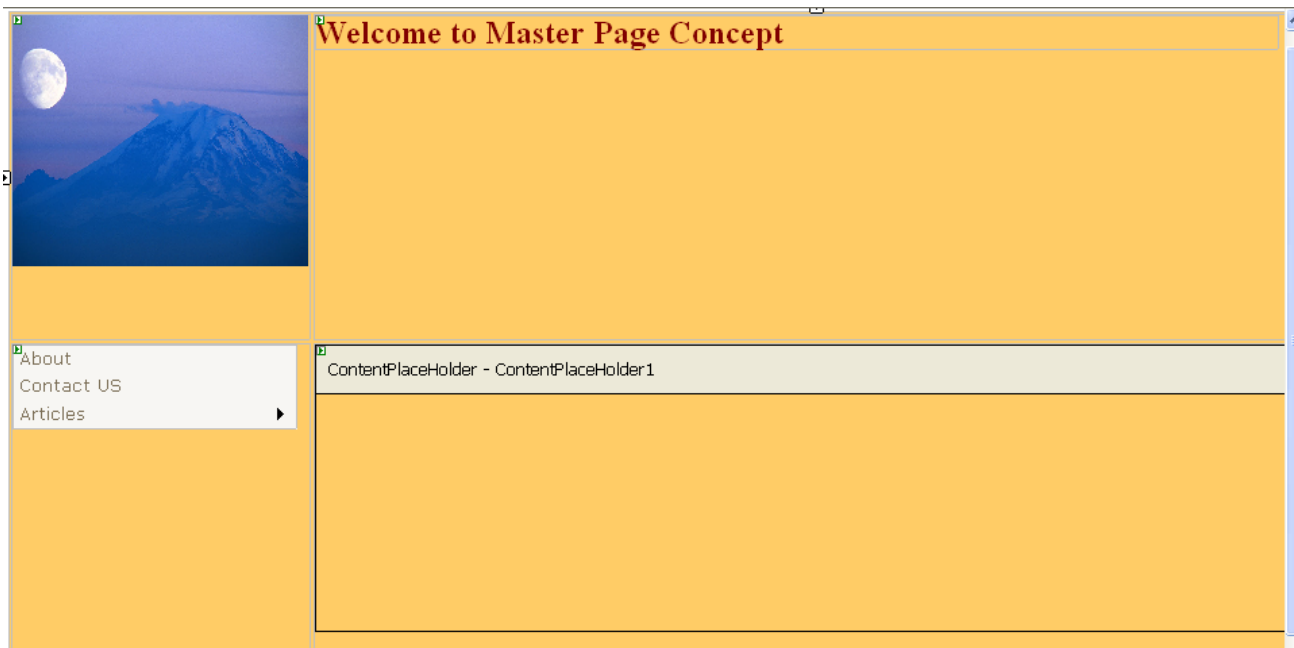 Welcome to Master Page Concept
About
Contact US
Articles
ContentPlaceHolder - ContentPlaceHolder1